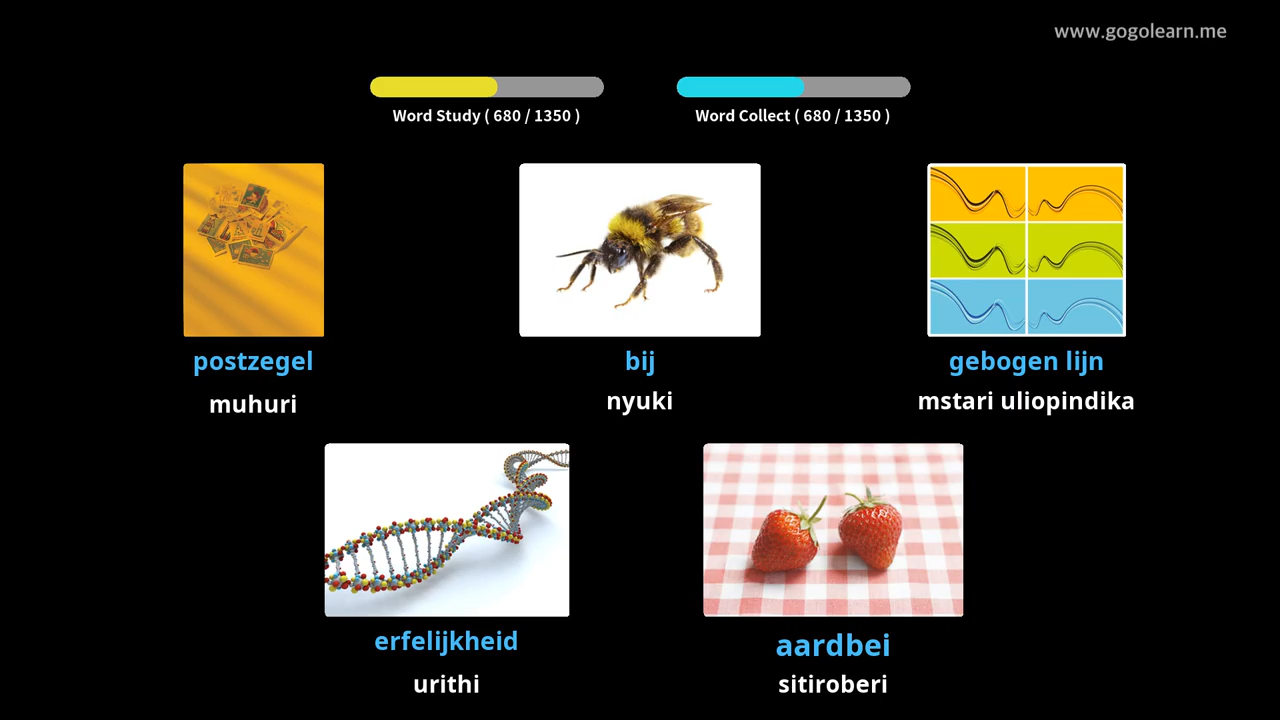 www.gogolearn.me
Word Study ( 680 / 1350 )
Word Collect ( 680 / 1350 )
postzegel
muhuri
bij
nyuki
gebogen lijn
mstari uliopindika
erfelijkheid
urithi
aardbei
sitiroberi